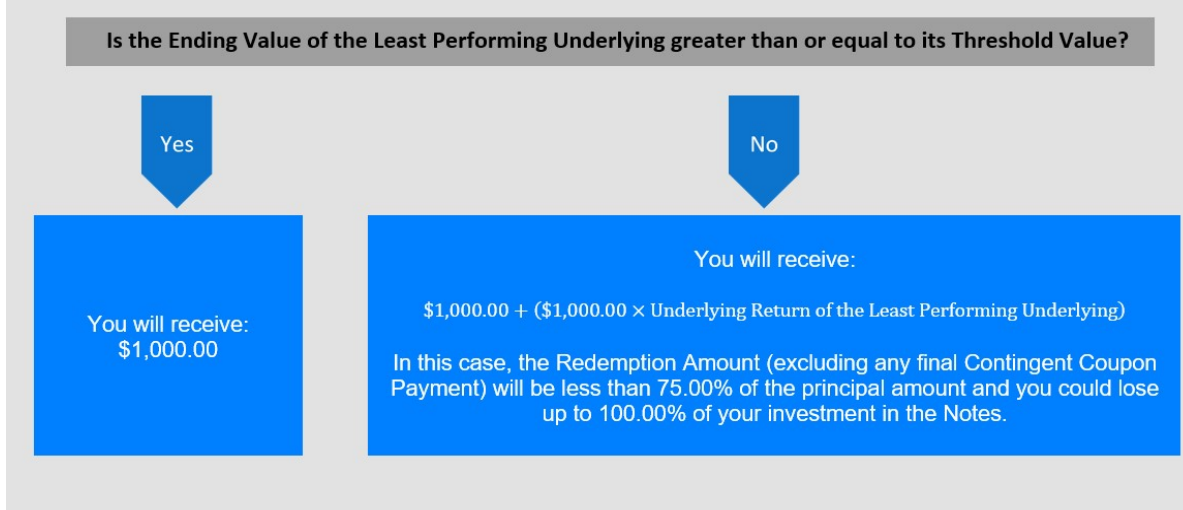 Is the Ending Value of the Least Performing Underlying greater than or equal to its Threshold Value?
Yes
No
You will receive:
$1,000.00
You will receive:
$1,000.00 + ($1,000.00 × Underlying Return of the Least Performing Underlying)
In this case, the Redemption Amount (excluding any final Contingent Coupon
Payment) will be less than 75.00% of the principal amount and you could lose
up to 100.00% of your investment in the Notes.